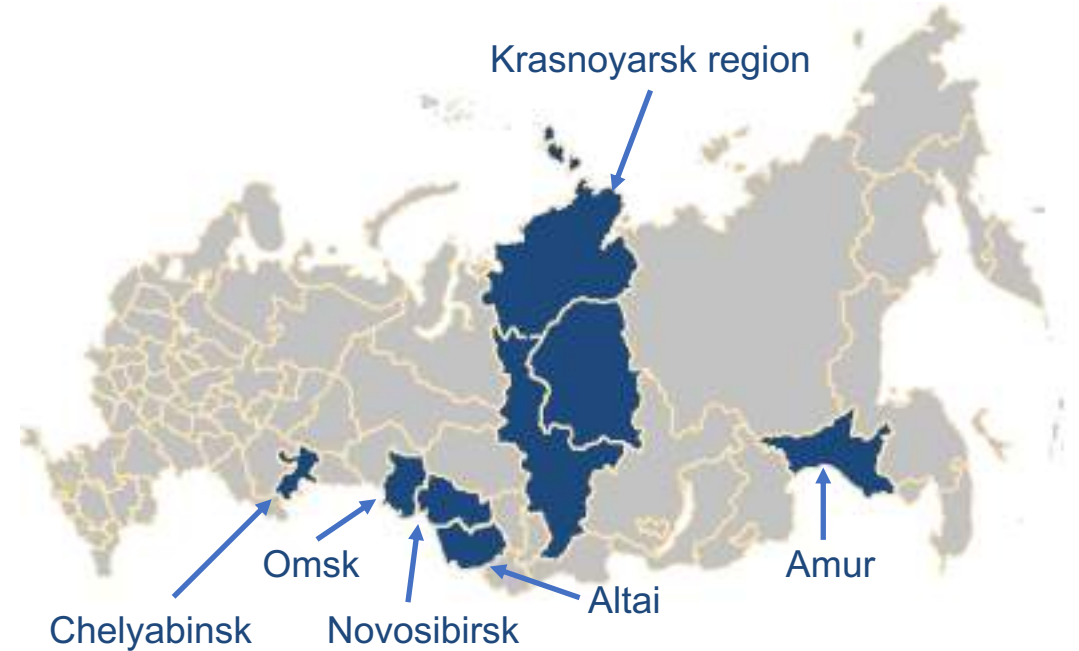 Krasnoyarsk region
Omsk
Amur
Altai
Chelyabinsk
Novosibirsk